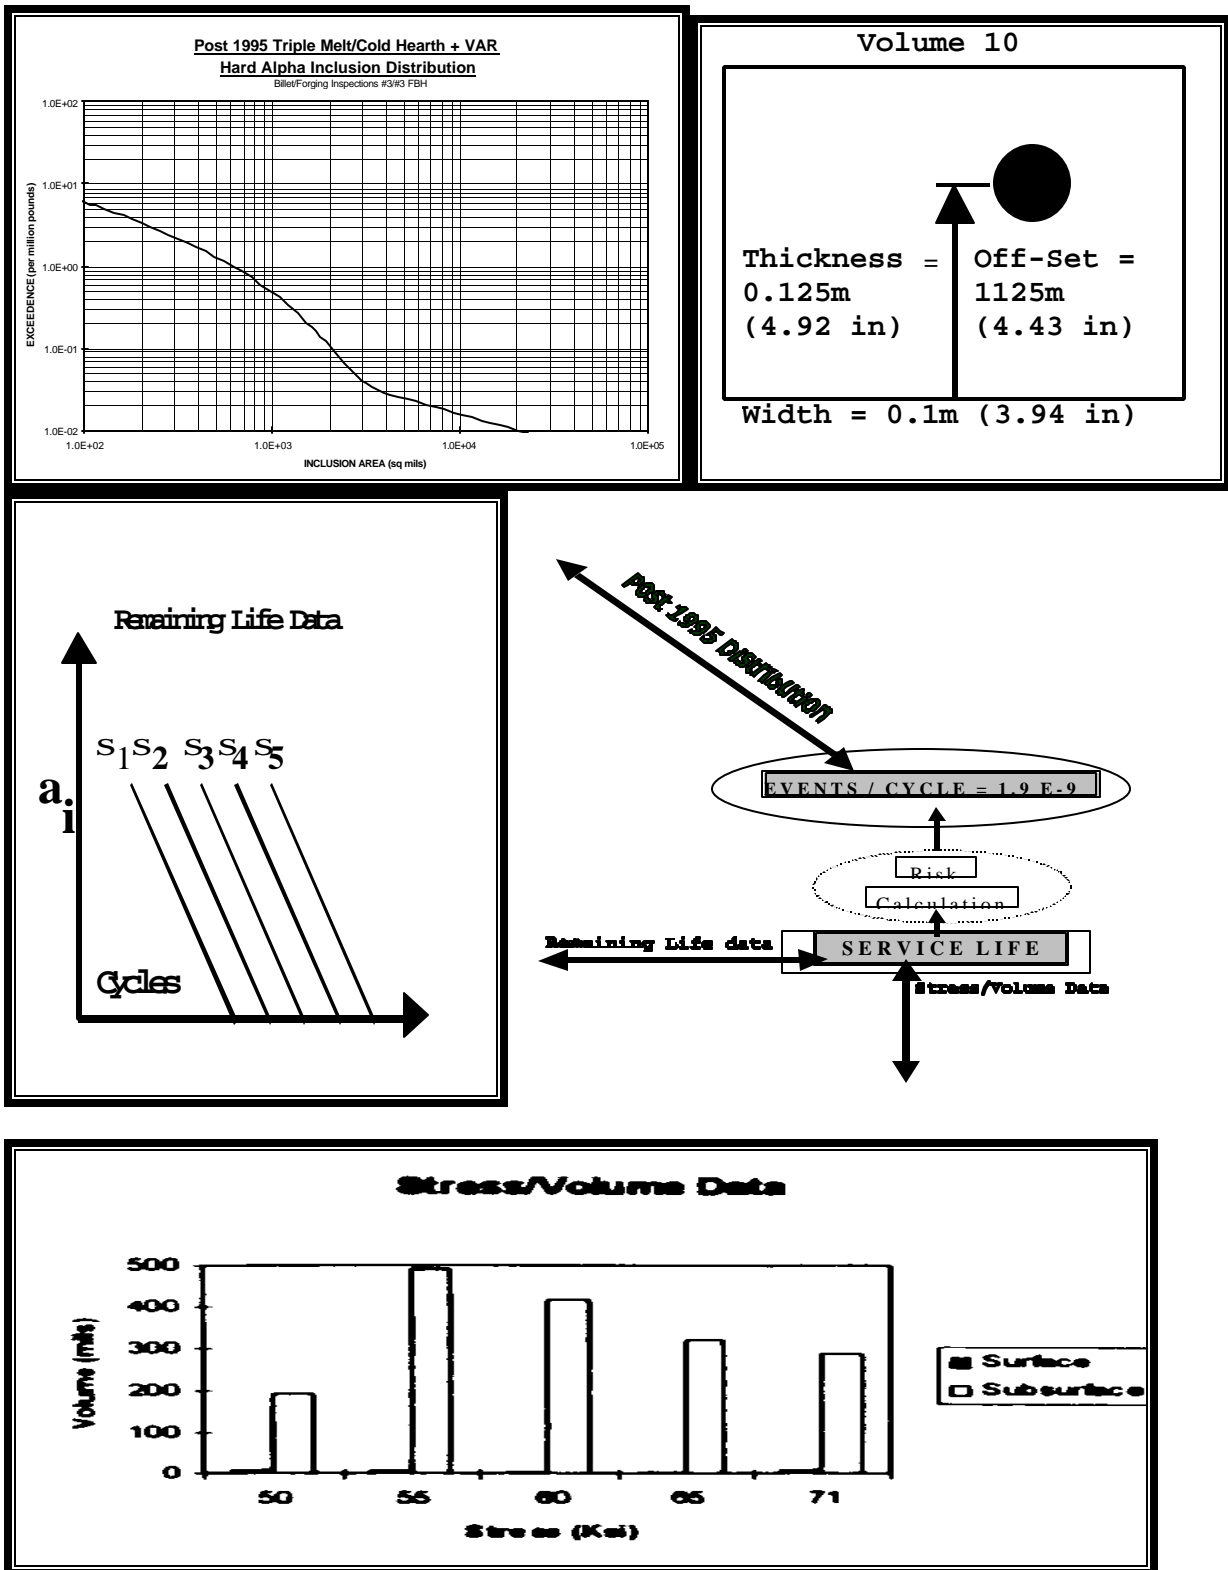 Post 1995 Triple Melt/Cold Hearth + VAR
Hard Alpha Inclusion Distribution
Billet/Forging Inspections #3/#3 FBH
EXCEEDENCE (per million pounds)
1.0E+02
1.0E+01
1.0E+00
1.0E-01
1.0E-02
1.0E+02
1.0E+03
1.0E+04
1.0E+05
INCLUSION AREA (sq mils)
Volume 10
Thickness =
0.125m
(4.92 in)
Off-Set =
1125m
(4.43 in)
Width = 0.1m (3.94 in)
Remaining Life Data
S1 S2 S3 S4 S5
ai
Cycles
Post 1995 Distribution
EVENTS / CYCLE = 1.9 E-9
Risk
Calculation
Remaining Life data
SERVICE LIFE
Stress/Volume Data
Stress/Volume Data
Volume (mils)
500
400
300
200
100
0
50
55
60
65
71
Stress (Ksi)
Surface
Subsurface